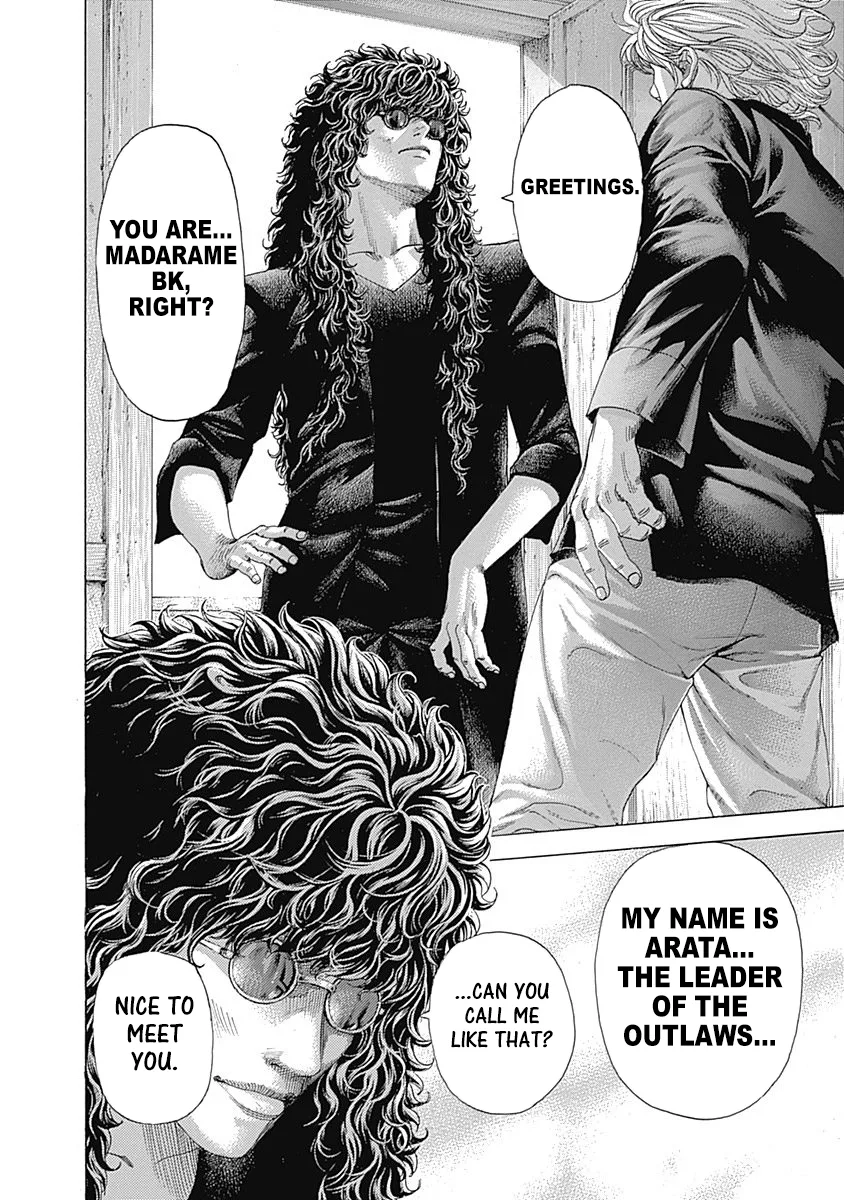 GREETINGS.
YOU ARE...
MADARAME
BK,
RIGHT?
MY NAME IS
ARATA...
THE LEADER
OF THE
OUTLAWS...
...CAN YOU
CALL ME
LIKE THAT?
NICE TO
MEET
YOU.